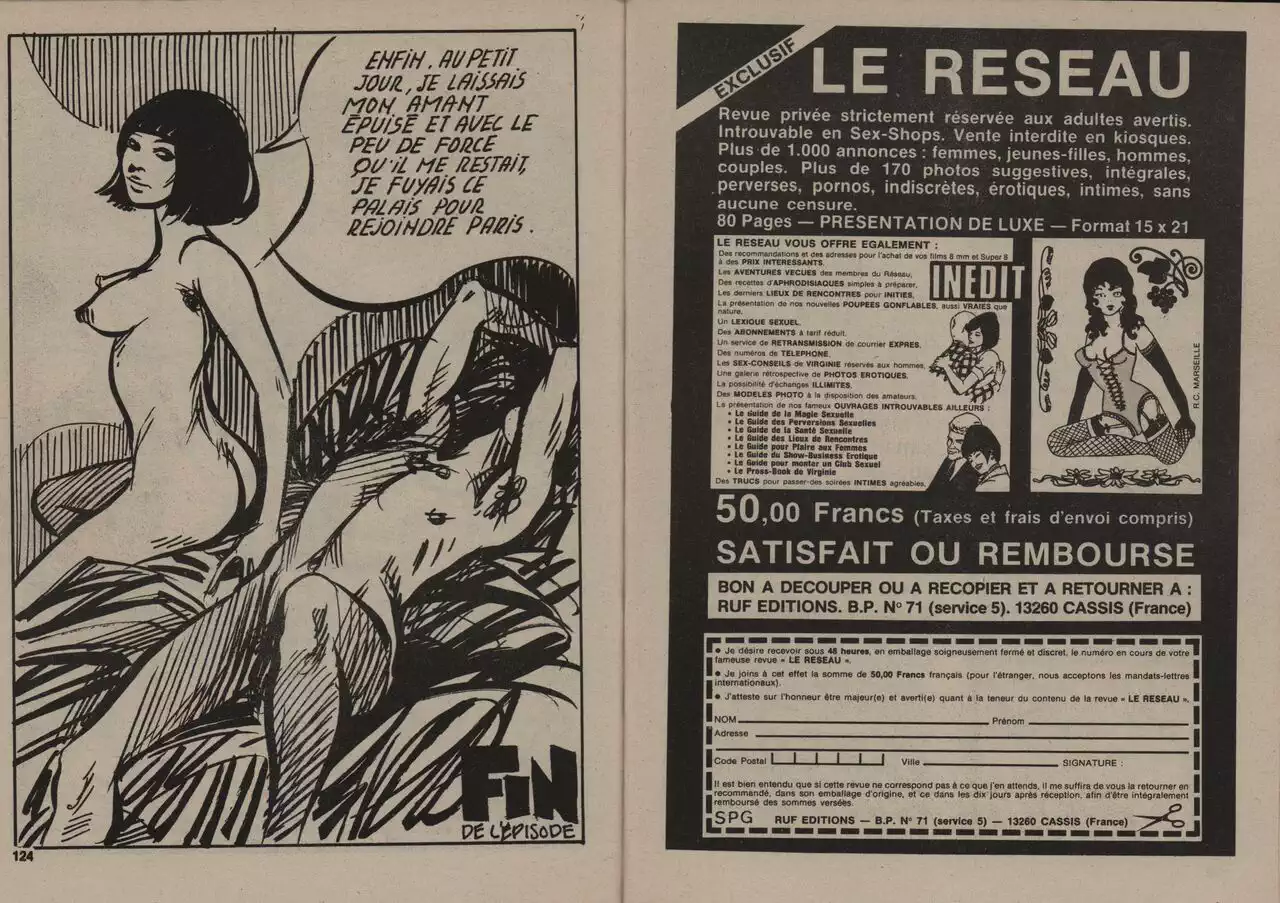 ENFIN. AU PETIT
JOUR, JE LAISSAIS
MON AMANT
EPUISÉ ET AVEC LE
PEU DE FORCE
QU'IL ME RESTAIT,
JE FUYAIS CE
PALAIS POUR
REJOINDRE PARIS.
FIN
DE L'ÉPISODE
124
EXCLUSIF
LE RESEAU
Revue privée strictement réservée aux adultes avertis.
Introuvable en Sex-Shops. Vente interdite en kiosques.
Plus de 1.000 annonces : femmes, jeunes-filles, hommes,
couples. Plus de 170 photos suggestives, intégrales,
perverses, pornos, indiscrètes, érotiques, intimes, sans
aucune censure.
80 Pages — PRESENTATION DE LUXE — Format 15 x 21
LE RESEAU VOUS OFFRE EGALEMENT :
Des recommandations et des adresses pour l'achat de vos films 8 mm et Super 8
à des PRIX INTERESSANTS.
Les AVENTURES VECUES des membres du Réseau,
Des recettes d'APHRODISIAQUES simples à préparer,
Les derniers LIEUX DE RENCONTRES pour INITIES,
La présentation de nos nouvelles POUPEES GONFLABLES, aussi VRAIES que
nature.
Un LEXIQUE SEXUEL.
Des ABONNEMENTS à tarif réduit.
Un service de RETRANSMISSION de courrier EXPRES.
Des numéros de TELEPHONE.
Les SEX-CONSEILS de VIRGINIE réservés aux hommes,
Une galerie rétrospective de PHOTOS EROTIQUES.
La possibilité d'échanges ILLIMITES.
Des MODELES PHOTO à la disposition des amateurs.
La présentation de nos fameux OUVRAGES INTROUVABLES AILLEURS :
• Le Guide de la Magie Sexuelle
• Le Guide des Perversions Sexuelles
• Le Guide de la Santé Sexuelle
• Le Guide des Lieux de Rencontres
• Le Guide pour Plaire aux Femmes
• Le Guide du Show-Business Erotique
• Le Guide pour monter un Club Sexuel
• Le Press-Book de Virginie
Des TRUCS pour passer des soirées INTIMES agréables,
INEDIT
R.C. MARSEILLE
50,00 Francs (Taxes et frais d'envoi compris)
SATISFAIT OU REMBOURSE
BON A DECOUPER OU A RECOPIER ET A RETOURNER A :
RUF EDITIONS. B.P. N° 71 (service 5). 13260 CASSIS (France)
• Je désire recevoir sous 48 heures, en emballage soigneusement fermé et discret, le numéro en cours de votre
fameuse revue « LE RESEAU ».
• Je joins à cet effet la somme de 50,00 Francs français (pour l'étranger, nous acceptons les mandats-lettres
internationaux).
• J'atteste sur l'honneur être majeur(e) et averti(e) quant à la teneur du contenu de la revue « LE RESEAU ».
NOM Prénom
Adresse
Code Postal Ville SIGNATURE :
Il est bien entendu que si cette revue ne correspond pas à ce que j'en attends, il me suffira de vous la retourner en
recommandé, dans son emballage d'origine, et ce dans les dix jours après réception, afin d'être intégralement
remboursé des sommes versées.
SPG RUF EDITIONS — B.P. N° 71 (service 5) — 13260 CASSIS (France)